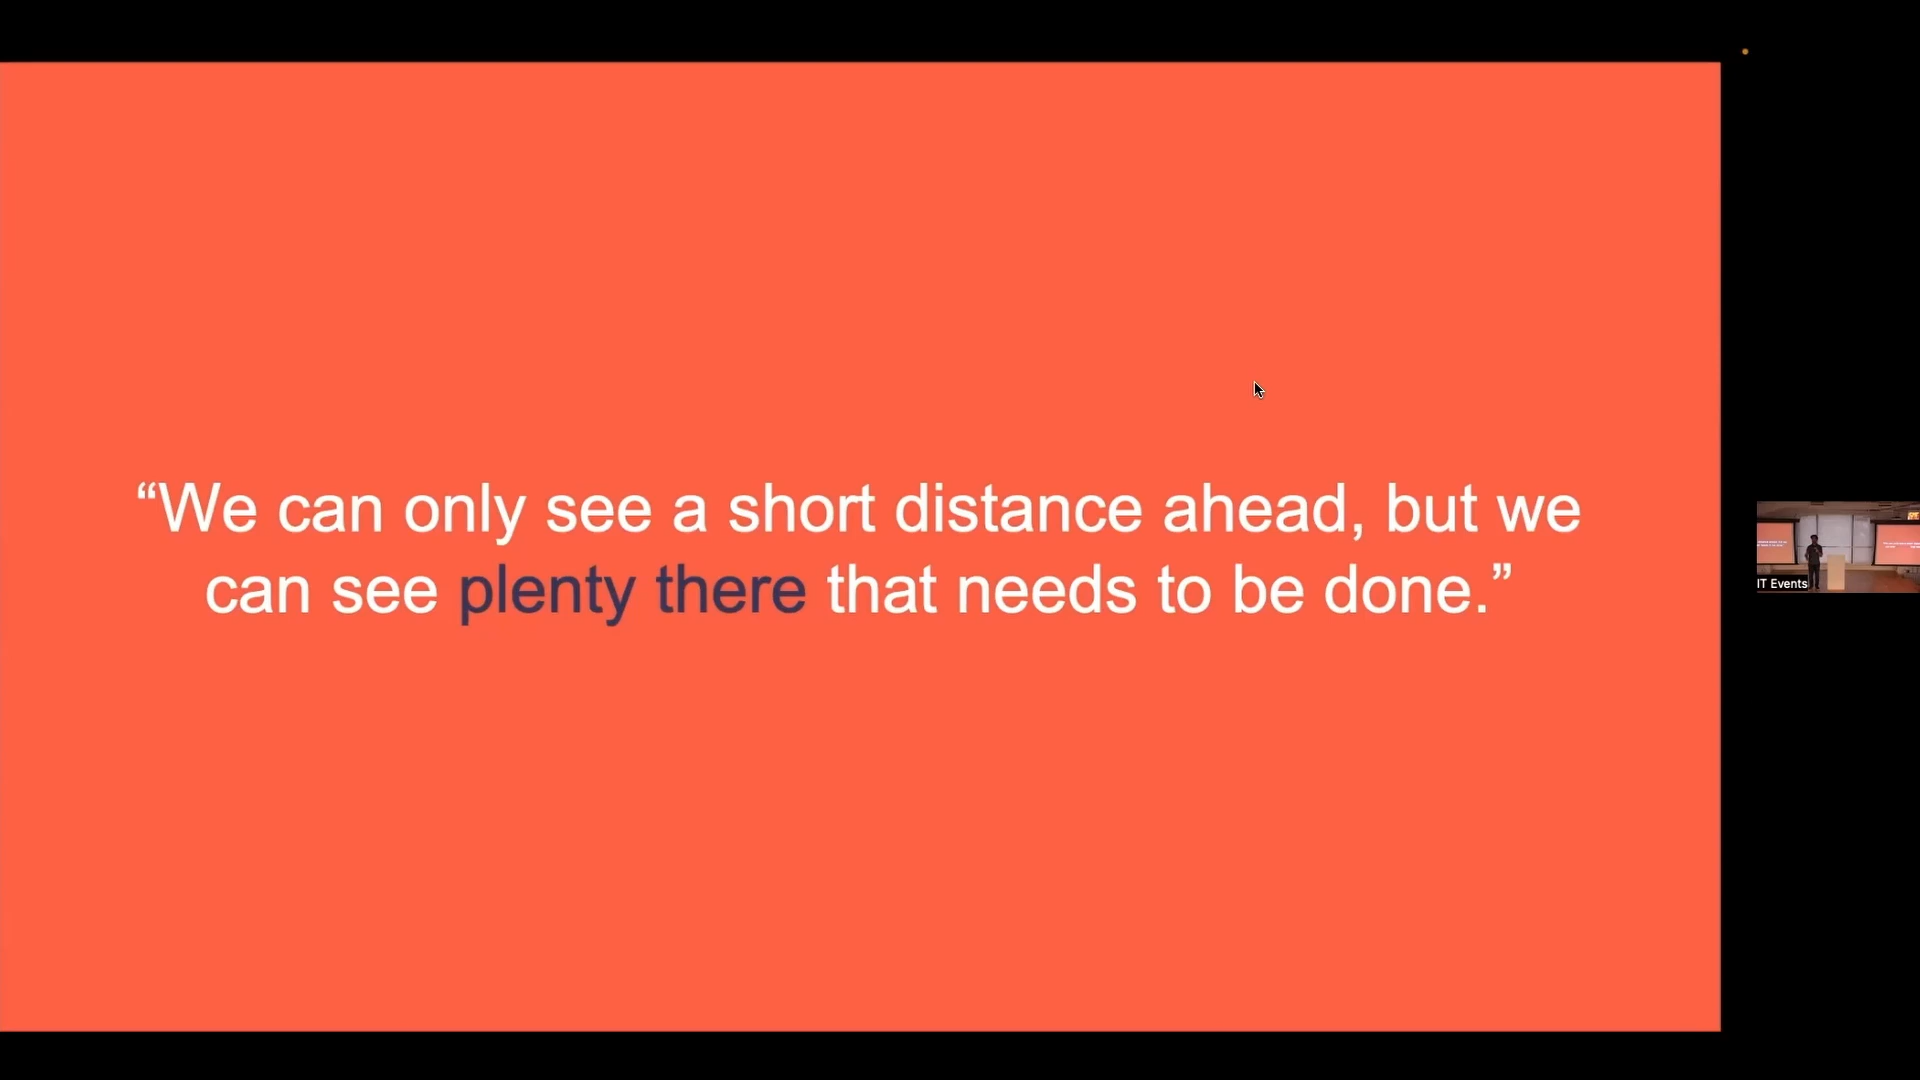 “We can only see a short distance ahead, but we
can see plenty there that needs to be done.”
IT Events